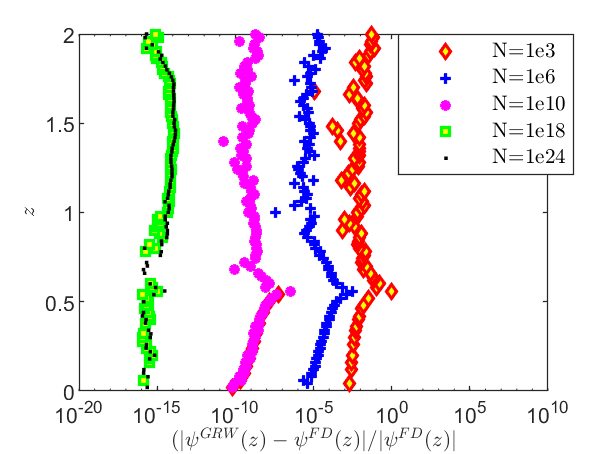 2
1.5
1
0.5
0
z
10^-20
10^-15
10^-10
10^-5
10^0
10^5
10^10
(|ψ^GRW(z) − ψ^FD(z)|/|ψ^FD(z)|
N=1e3
N=1e6
N=1e10
N=1e18
N=1e24